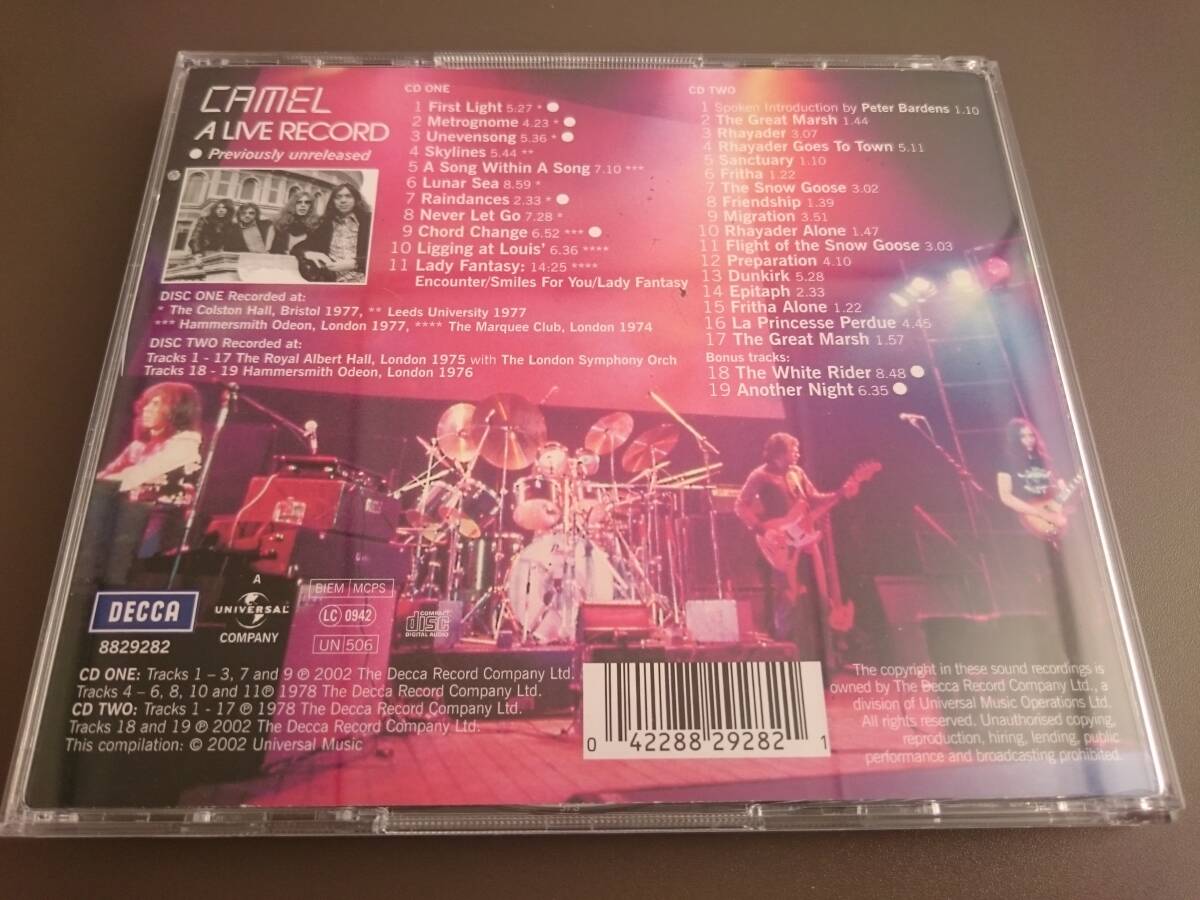 CAMEL
A LIVE RECORD
● Previously unreleased
CD ONE
1 First Light 5:27 * ●
2 Metrognome 4.23 * ●
3 Unevensong 5.36 * ●
4 Skylines 5.44 **
5 A Song Within A Song 7.10 ***
6 Lunar Sea 8.59 *
7 Raindances 2.33 * ●
8 Never Let Go 7.28 *
9 Chord Change 6.52 *** ●
10 Ligging at Louis' 6.36 ****
11 Lady Fantasy: 14:25 ****
Encounter/Smiles For You/Lady Fantasy
CD TWO
1 Spoken Introduction by Peter Bardens 1.10
2 The Great Marsh 1.44
3 Rhayader 3.07
4 Rhayader Goes To Town 5.11
5 Sanctuary 1.10
6 Fritha 1.22
7 The Snow Goose 3.02
8 Friendship 1.39
9 Migration 3.51
10 Rhayader Alone 1.47
11 Flight of the Snow Goose 3.03
12 Preparation 4.10
13 Dunkirk 5.28
14 Epitaph 2.33
15 Fritha Alone 1.22
16 La Princesse Perdue 4.45
17 The Great Marsh 1.57
Bonus tracks:
18 The White Rider 8.48 ●
19 Another Night 6.35 ●
DISC ONE Recorded at:
* The Colston Hall, Bristol 1977, ** Leeds University 1977
*** Hammersmith Odeon, London 1977, **** The Marquee Club, London 1974
DISC TWO Recorded at:
Tracks 1 - 17 The Royal Albert Hall, London 1975 with The London Symphony Orch
Tracks 18 - 19 Hammersmith Odeon, London 1976
DECCA
8829282
A
UNIVERSAL
COMPANY
BIEM MCPS
LC 0942
UN 506
COMPACT
disc
DIGITAL AUDIO
CD ONE: Tracks 1 – 3, 7 and 9 ℗ 2002 The Decca Record Company Ltd.
Tracks 4 – 6, 8, 10 and 11℗ 1978 The Decca Record Company Ltd.
CD TWO: Tracks 1 - 17 ℗ 1978 The Decca Record Company Ltd.
Tracks 18 and 19 ℗ 2002 The Decca Record Company Ltd.
This compilation: © 2002 Universal Music
0 42288 29282 1
The copyright in these sound recordings is
owned by The Decca Record Company Ltd., a
division of Universal Music Operations Ltd.
All rights reserved. Unauthorised copying,
reproduction, hiring, lending, public
performance and broadcasting prohibited.